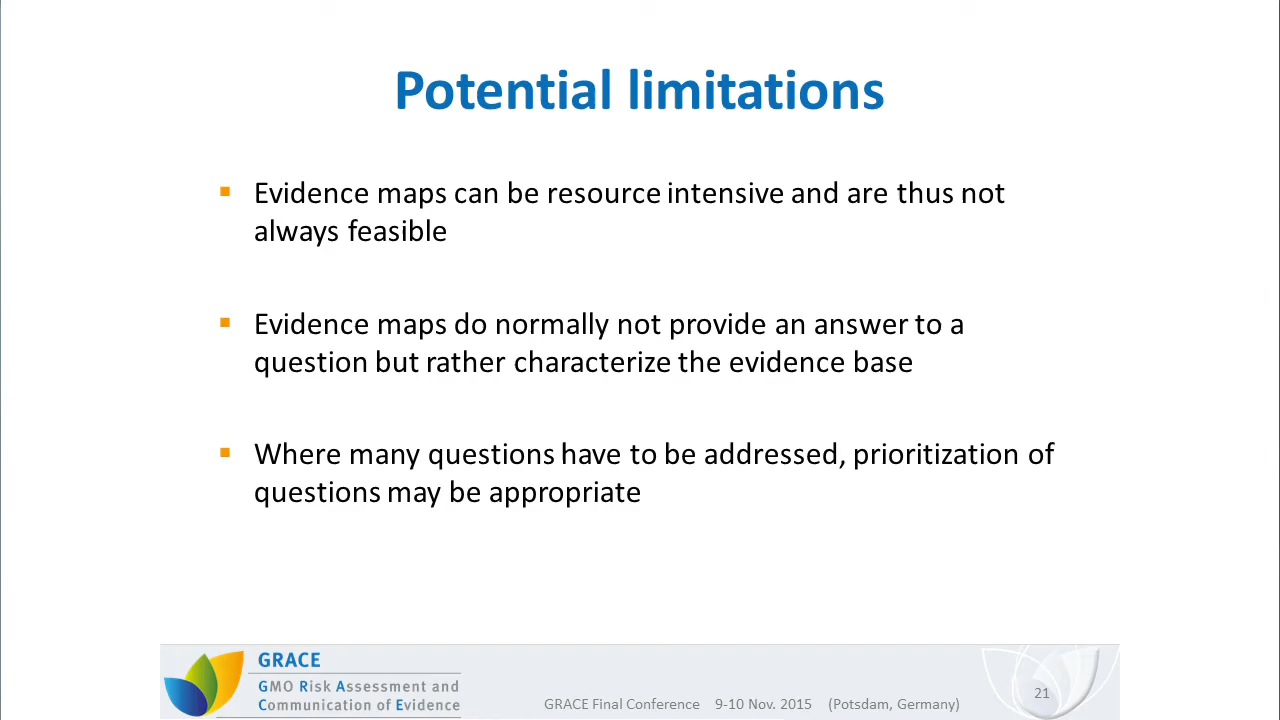 Potential limitations
Evidence maps can be resource intensive and are thus not
always feasible
Evidence maps do normally not provide an answer to a
question but rather characterize the evidence base
Where many questions have to be addressed, prioritization of
questions may be appropriate
GRACE
GMO Risk Assessment and
Communication of Evidence
GRACE Final Conference 9-10 Nov. 2015 (Potsdam, Germany)
21